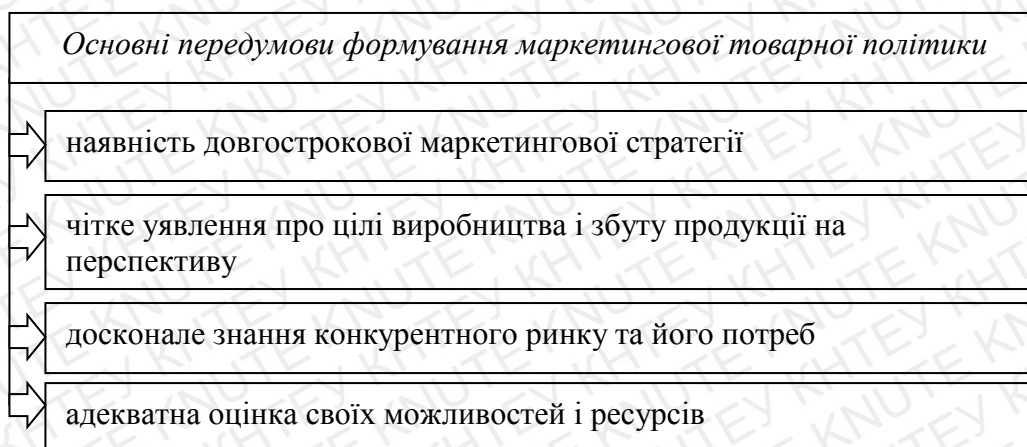 Основні передумови формування маркетингової товарної політики
наявність довгострокової маркетингової стратегії
чітке уявлення про цілі виробництва і збуту продукції на
перспективу
досконале знання конкурентного ринку та його потреб
адекватна оцінка своїх можливостей і ресурсів